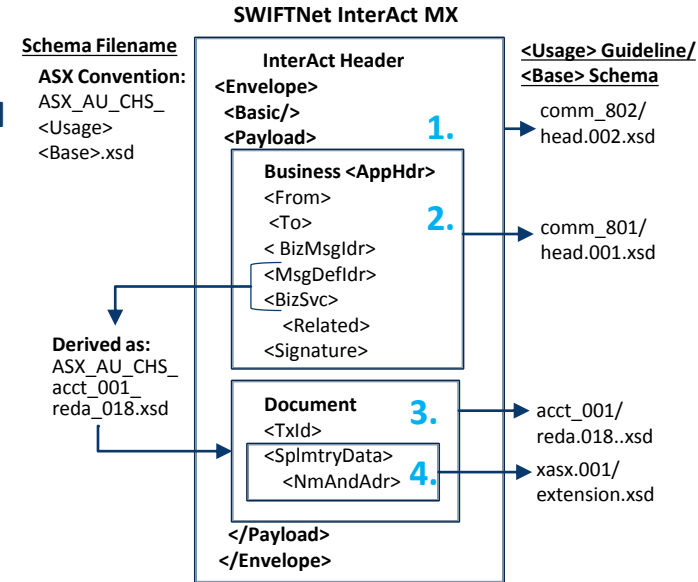 SWIFTNet InterAct MX
Schema Filename
ASX Convention:
ASX_AU_CHS_
<Usage>
<Base>.xsd
InterAct Header
<Envelope>
<Basic/>
<Payload>
1.
Business <AppHdr>
<From>
<To>
2.
< BizMsgIdr>
<MsgDefIdr>
<BizSvc>
<Related>
<Signature>
Derived as:
ASX_AU_CHS_
acct_001_
reda_018.xsd
Document
3.
<TxId>
<SplmtryData>
4.
<NmAndAdr>
</Payload>
</Envelope>
<Usage> Guideline/
<Base> Schema
comm_802/
head.002.xsd
comm_801/
head.001.xsd
acct_001/
reda.018..xsd
xasx.001/
extension.xsd